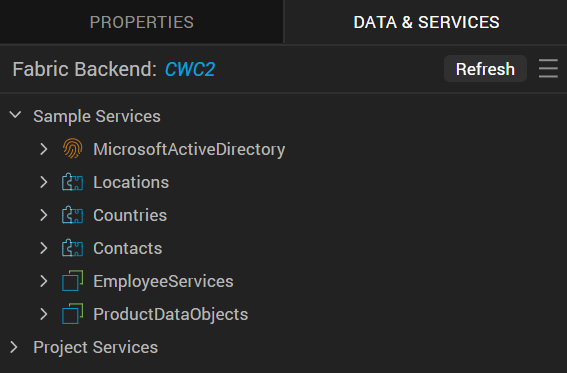 PROPERTIES DATA & SERVICES
Fabric Backend: CWC2 Refresh
Sample Services
MicrosoftActiveDirectory
Locations
Countries
Contacts
EmployeeServices
ProductDataObjects
Project Services